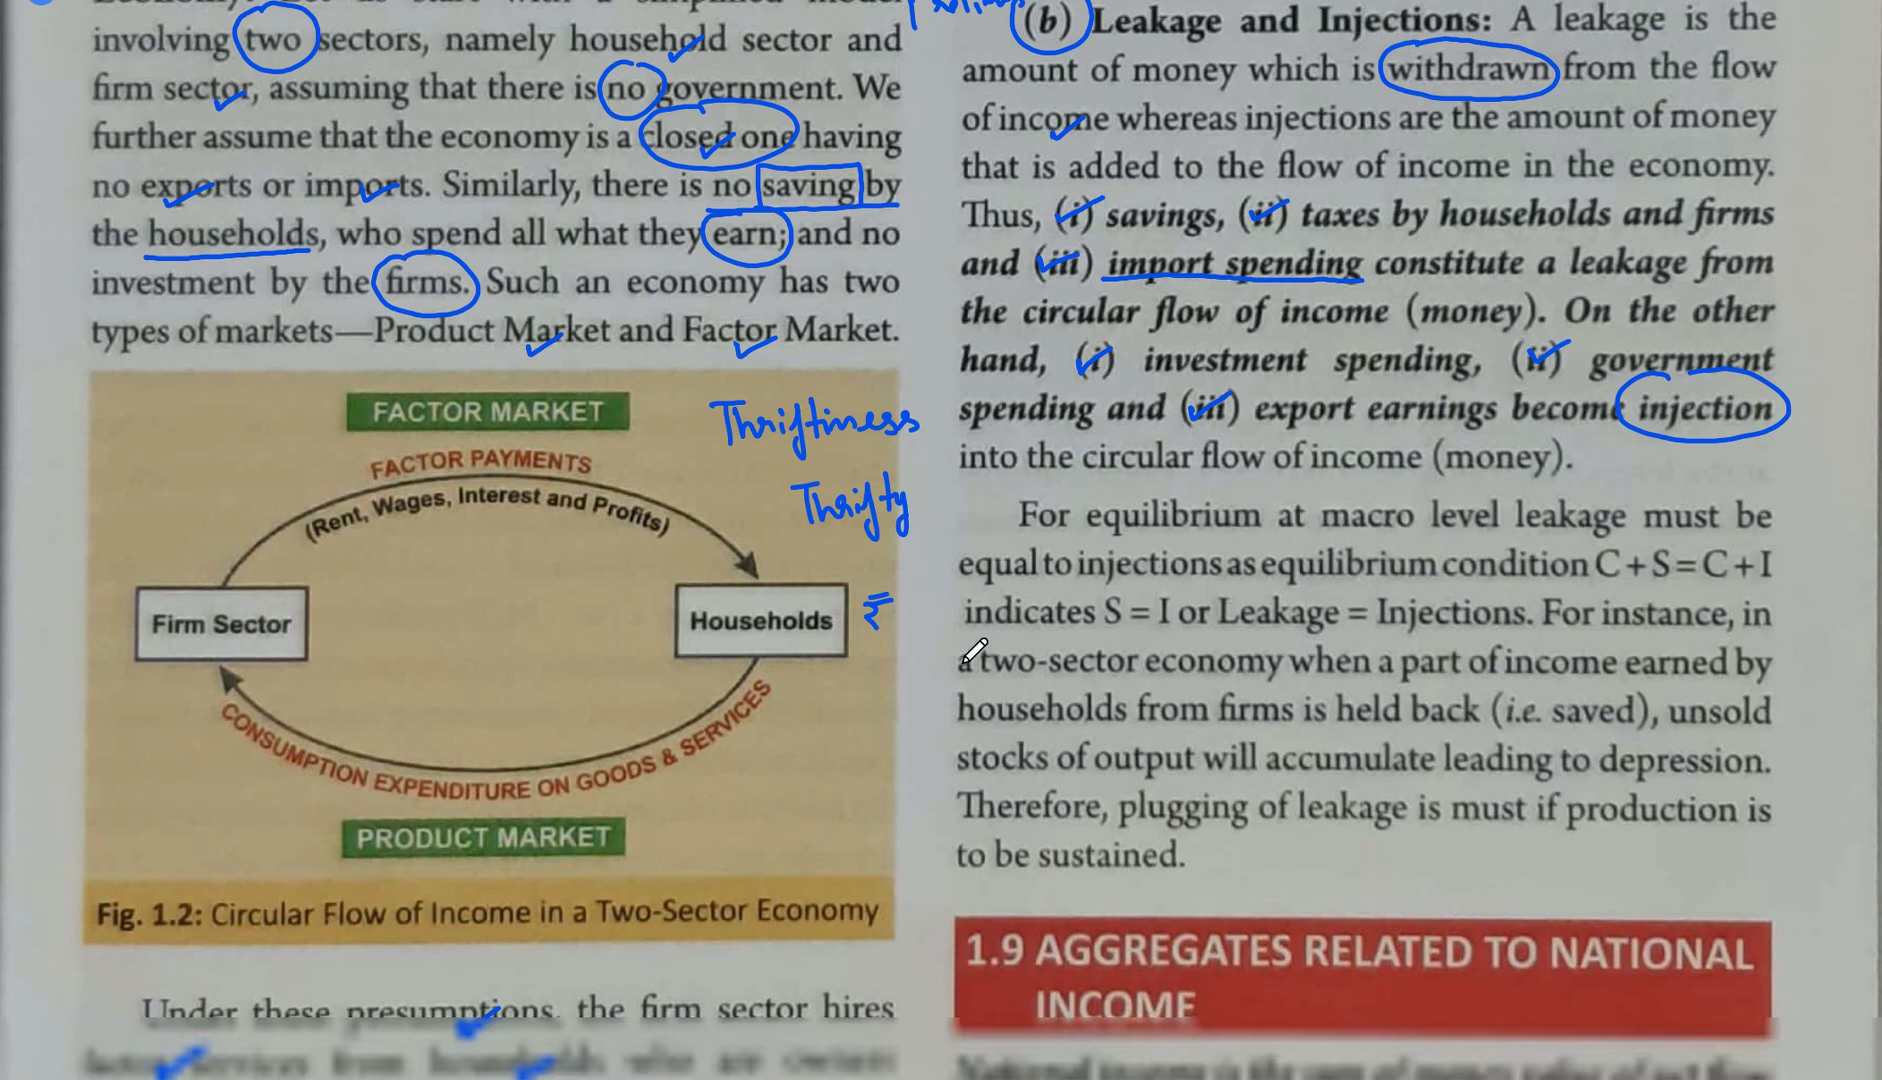 involving two sectors, namely household sector and
firm sector, assuming that there is no government. We
further assume that the economy is a closed one having
no exports or imports. Similarly, there is no saving by
the households, who spend all what they earn; and no
investment by the firms. Such an economy has two
types of markets—Product Market and Factor Market.
FACTOR MARKET
Thriftiness
FACTOR PAYMENTS
(Rent, Wages, Interest and Profits)
Thrifty
Firm Sector
Households
₹
CONSUMPTION EXPENDITURE ON GOODS & SERVICES
PRODUCT MARKET
Fig. 1.2: Circular Flow of Income in a Two-Sector Economy
Under these presumptions, the firm sector hires
(b) Leakage and Injections: A leakage is the
amount of money which is withdrawn from the flow
of income whereas injections are the amount of money
that is added to the flow of income in the economy.
Thus, (i) savings, (ii) taxes by households and firms
and (iii) import spending constitute a leakage from
the circular flow of income (money). On the other
hand, (i) investment spending, (ii) government
spending and (iii) export earnings become injection
into the circular flow of income (money).
For equilibrium at macro level leakage must be
equal to injections as equilibrium condition C + S = C + I
indicates S = I or Leakage = Injections. For instance, in
a two-sector economy when a part of income earned by
households from firms is held back (i.e. saved), unsold
stocks of output will accumulate leading to depression.
Therefore, plugging of leakage is must if production is
to be sustained.
1.9 AGGREGATES RELATED TO NATIONAL
INCOME